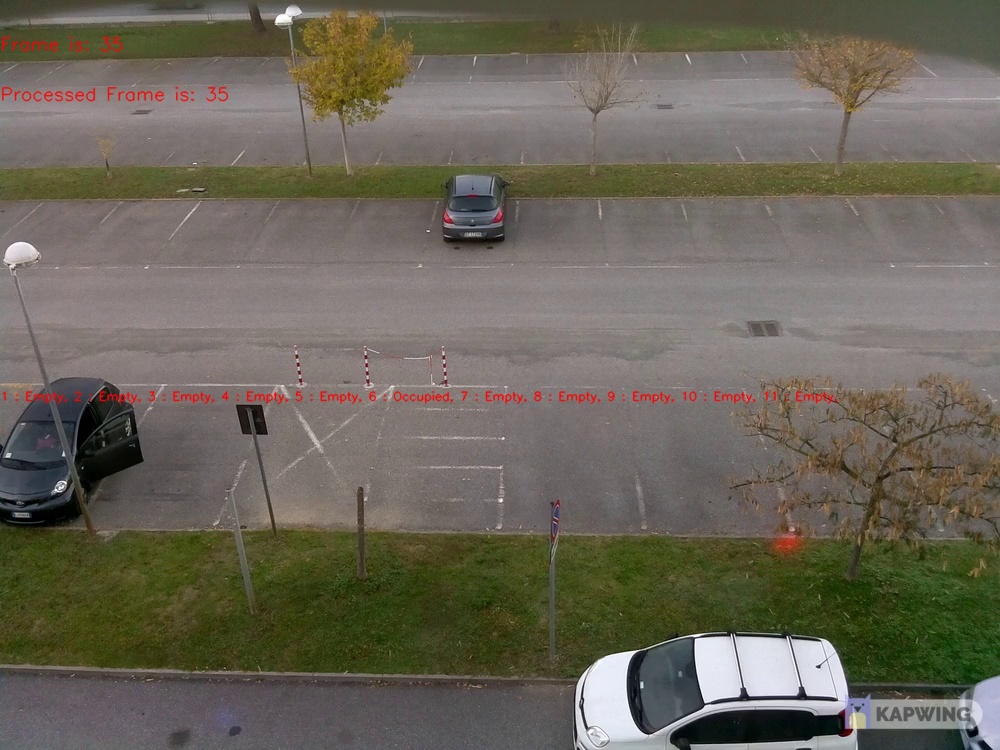 Frame is: 35
Processed Frame is: 35
1 : Empty, 2 : Empty, 3 : Empty, 4 : Empty, 5 : Empty, 6 : Occupied, 7 : Empty, 8 : Empty, 9 : Empty, 10 : Empty, 11 : Empty
KAPWING